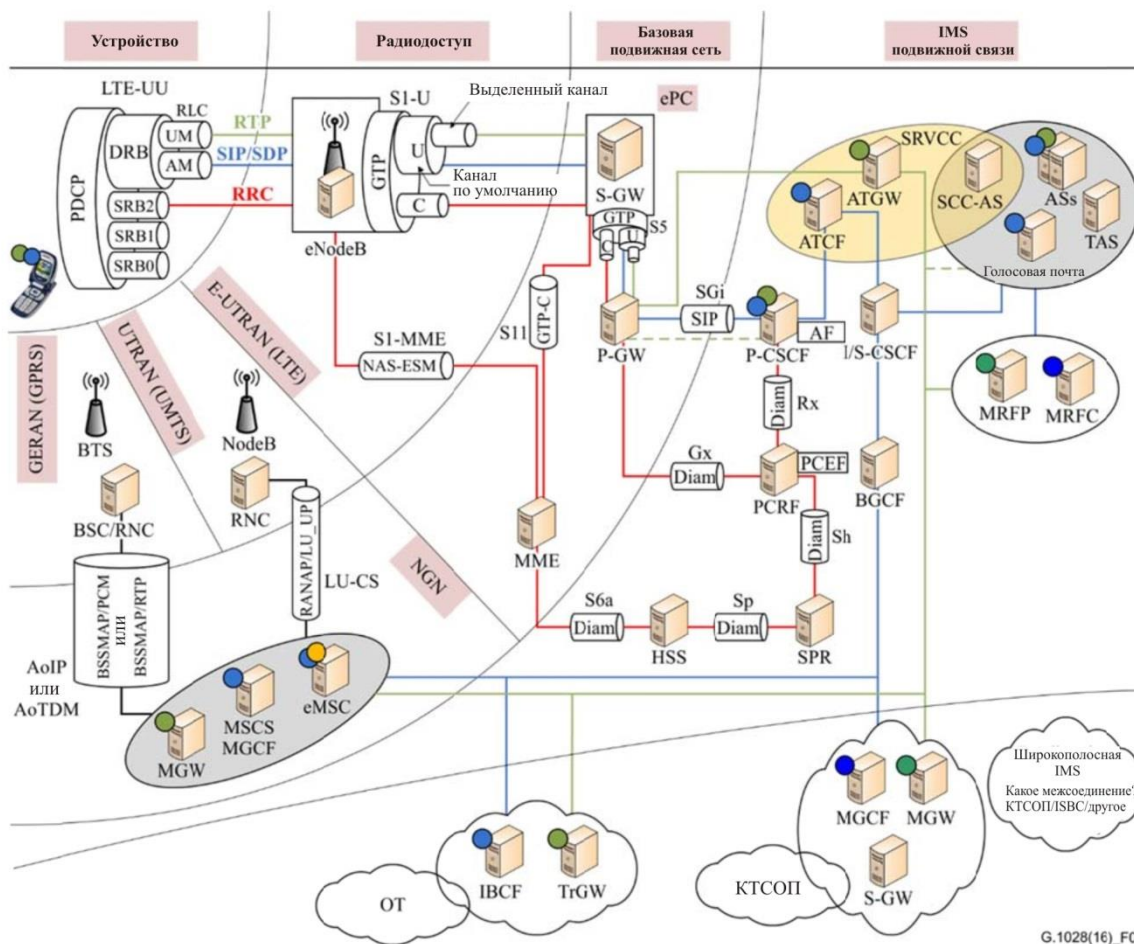 Устройство
Радиодоступ
Базовая
подвижная сеть
IMS
подвижной связи
LTE-UU
RLC
PDCP
DRB
UM
AM
SRB2
SRB1
SRB0
RTP
SIP/SDP
RRC
S1-U
GTP
U
C
Выделенный канал
Канал
по умолчанию
eNodeB
ePC
S-GW
GTP
S5
C
U
SRVCC
ATGW
ATCF
SCC-AS
ASs
TAS
Голосовая почта
E-UTRAN (LTE)
UTRAN (UMTS)
GERAN (GPRS)
S1-MME
NAS-ESM
S11
GTP-C
P-GW
SGi
SIP
P-CSCF
AF
l/S-CSCF
MRFP
MRFC
BTS
NodeB
BSC/RNC
RNC
Rx
Diam
Gx
Diam
PCEF
PCRF
BGCF
Sh
Diam
MME
NGN
RANAP/LU_UP
LU-CS
BSSMAP/PCM
или
BSSMAP/RTP
AoIP
или
AoTDM
S6a
Diam
HSS
Sp
Diam
SPR
eMSC
MSCS
MGCF
MGW
MGCF
MGW
S-GW
Широкополосная
IMS
Какое межсоединение?
КТСОП/ISBC/другое
IBCF
TrGW
ОТ
КТСОП
G.1028(16)_F0